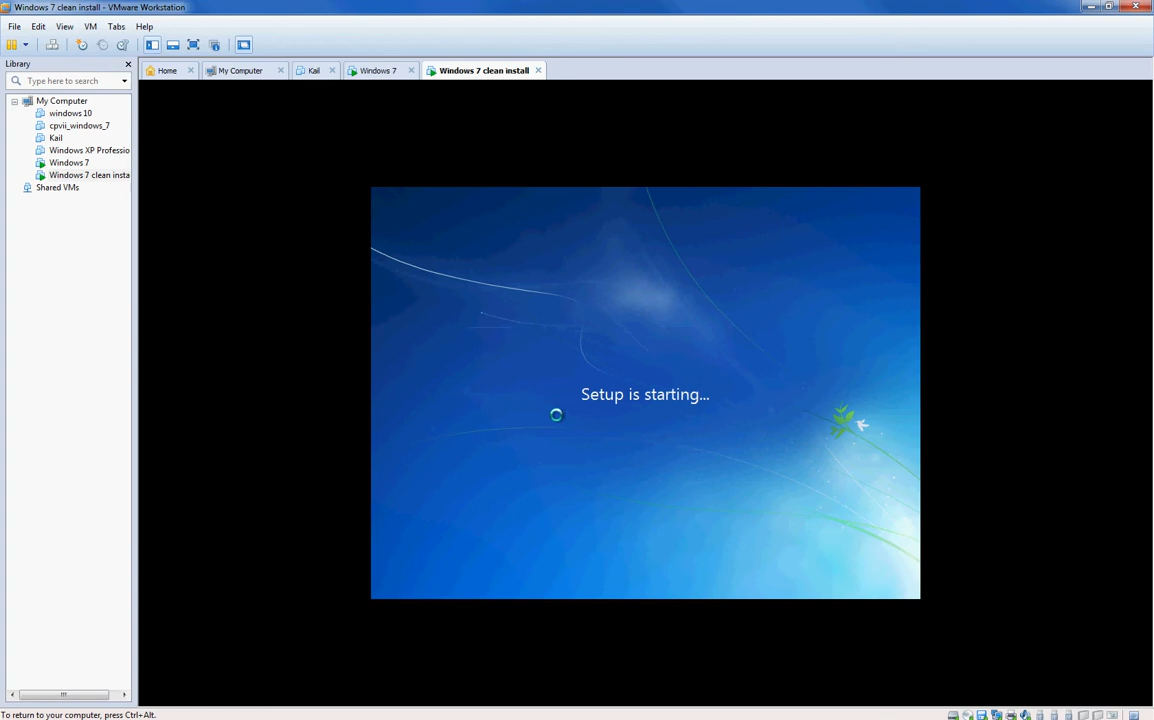 Windows 7 clean install - VMware Workstation
File Edit View VM Tabs Help
Library
Type here to search
Home
My Computer
Kail
Windows 7
Windows 7 clean install
My Computer
windows 10
cpvii_windows_7
Kail
Windows XP Professio
Windows 7
Windows 7 clean insta
Shared VMs
Setup is starting...
To return to your computer, press Ctrl+Alt.